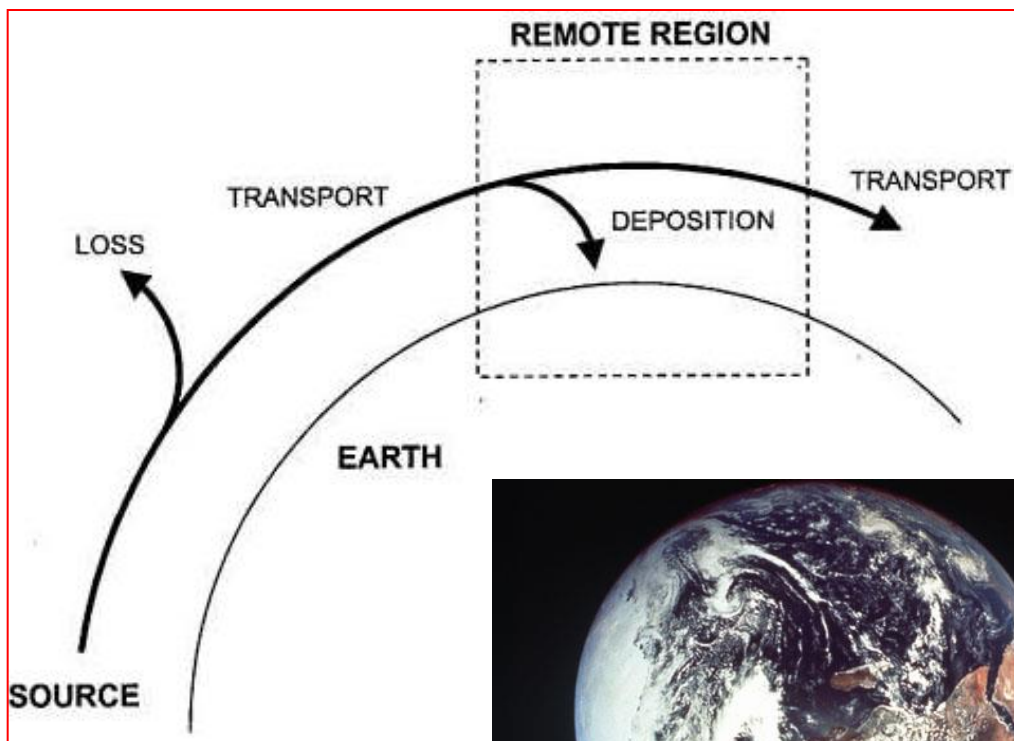 REMOTE REGION
TRANSPORT
TRANSPORT
DEPOSITION
LOSS
EARTH
SOURCE